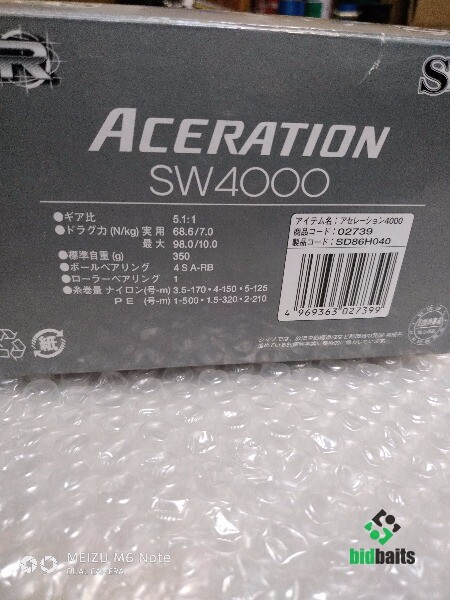 R
S
ACERATION
SW4000
●ギア比 5.1:1
●ドラグ力(N/kg) 実用 68.6/7.0
最大 98.0/10.0
●標準自重(g) 350
●ボールベアリング 4 S A-RB
●ローラーベアリング 1
●糸巻量 ナイロン(号-m) 3.5-170・4-150・5-125
PE (号-m) 1-500・1.5-320・2-210
アイテム名：アセレーション4000
商品コード：02739
製品コード：SD86H040
4 969363 027399
紙
bidbaits
MEIZU M6 Note
DUAL CAMERA